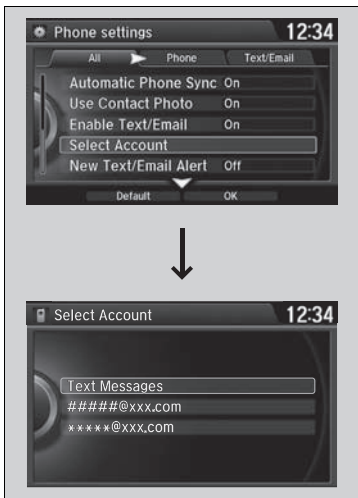 Phone settings 12:34
All Phone Text/Email
Automatic Phone Sync On
Use Contact Photo On
Enable Text/Email On
Select Account
New Text/Email Alert Off
Default OK
Select Account 12:34
Text Messages
#####@xxx.com
*****@xxx.com